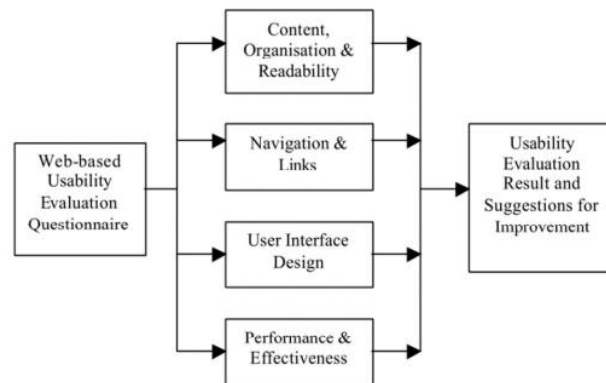 Content,
Organisation &
Readability
Web-based
Usability
Evaluation
Questionnaire
Navigation &
Links
User Interface
Design
Performance &
Effectiveness
Usability
Evaluation
Result and
Suggestions for
Improvement